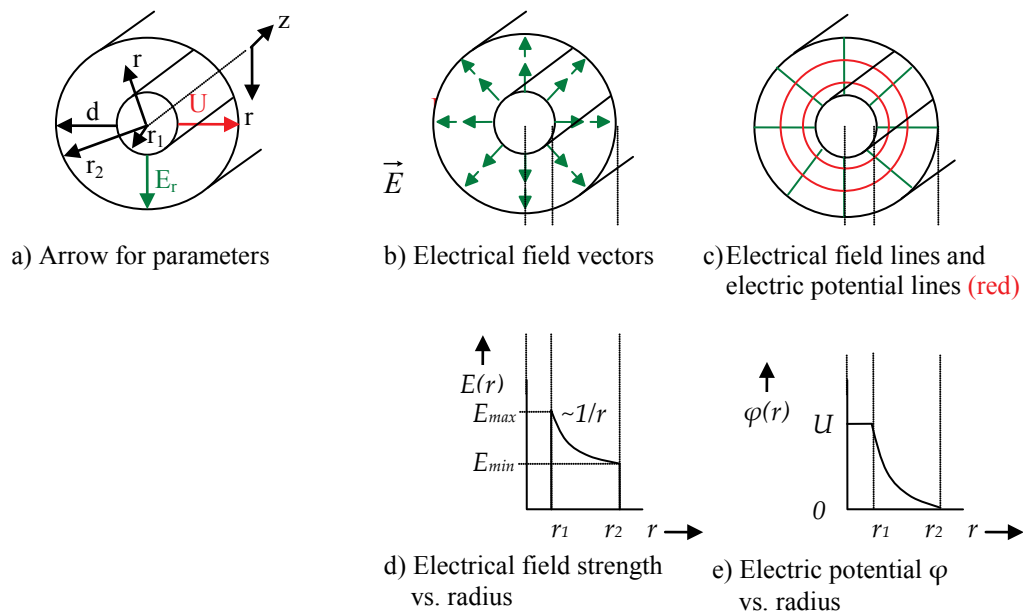 z
r
d
U
r
r1
r2
Er
E
a) Arrow for parameters
b) Electrical field vectors
c) Electrical field lines and
electric potential lines (red)
E(r)
Emax
~1/r
Emin
r1
r2
r
d) Electrical field strength
vs. radius
φ(r)
U
0
r1
r2
r
e) Electric potential φ
vs. radius